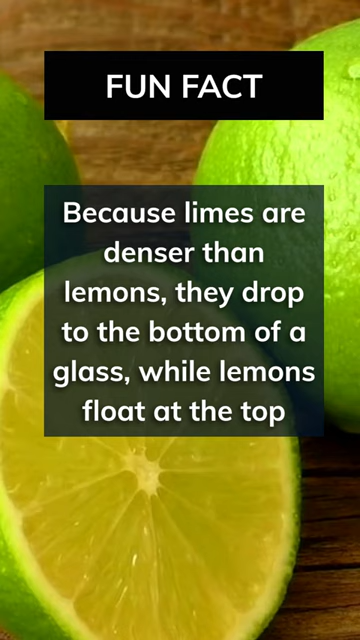 FUN FACT
Because limes are
denser than
lemons, they drop
to the bottom of a
glass, while lemons
float at the top